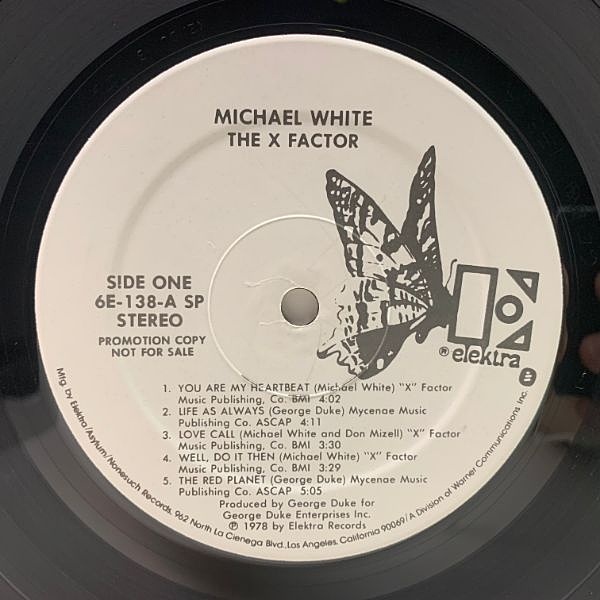 MICHAEL WHITE
THE X FACTOR
SIDE ONE
6E-138-A SP
STEREO
PROMOTION COPY
NOT FOR SALE
® elektra
1. YOU ARE MY HEARTBEAT (Michael White) "X" Factor
Music Publishing, Co. BMI 4:02
2. LIFE AS ALWAYS (George Duke) Mycenae Music
Publishing Co. ASCAP 4:11
3. LOVE CALL (Michael White and Don Mizell) "X" Factor
Music Publishing, Co. BMI 3:30
4. WELL, DO IT THEN (Michael White) "X" Factor
Music Publishing, Co. BMI 3:29
5. THE RED PLANET (George Duke) Mycenae Music
Publishing Co. ASCAP 5:05
Produced by George Duke for
George Duke Enterprises Inc.
℗ 1978 by Elektra Records
Mfg. by Elektra/Asylum/Nonesuch Records, 962 North La Cienega Blvd., Los Angeles, California 90069/A Division of Warner Communications Inc.